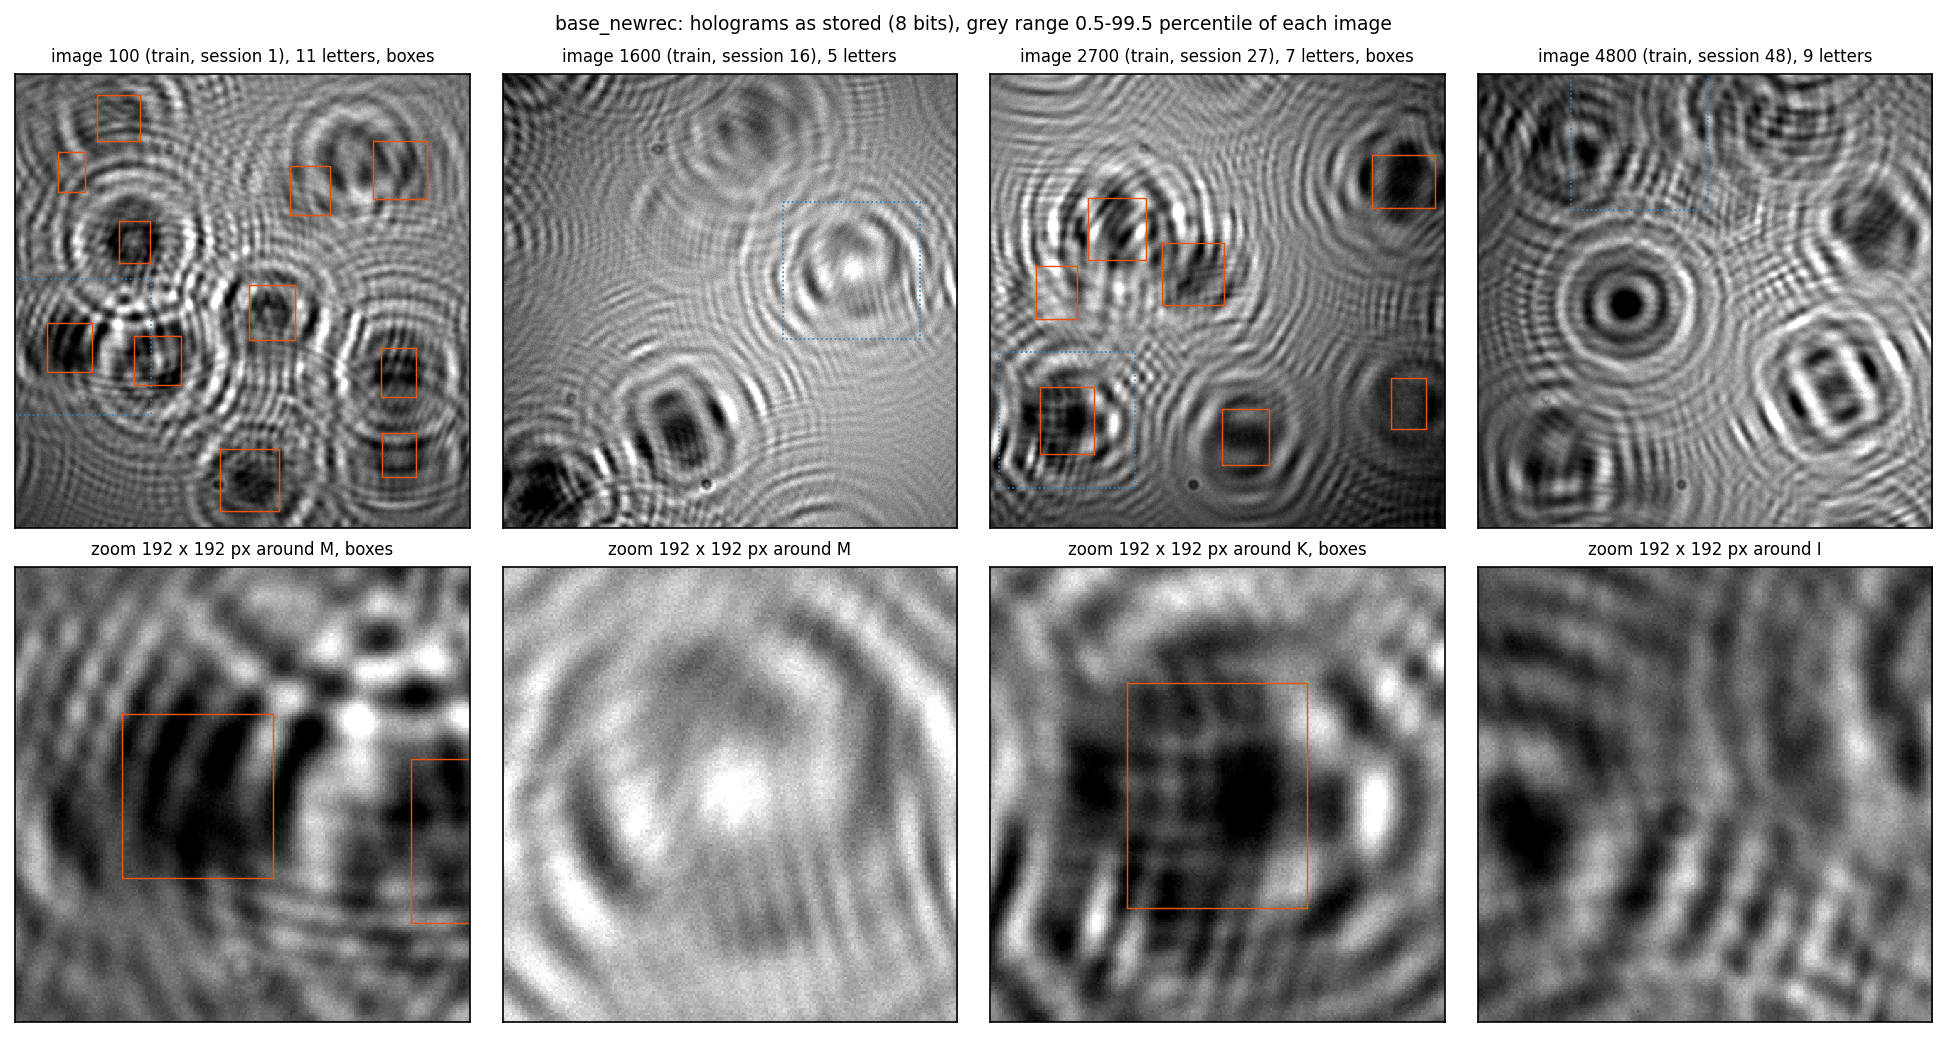 base_newrec: holograms as stored (8 bits), grey range 0.5-99.5 percentile of each image
image 100 (train, session 1), 11 letters, boxes
image 1600 (train, session 16), 5 letters
image 2700 (train, session 27), 7 letters, boxes
image 4800 (train, session 48), 9 letters
zoom 192 x 192 px around M, boxes
zoom 192 x 192 px around M
zoom 192 x 192 px around K, boxes
zoom 192 x 192 px around I